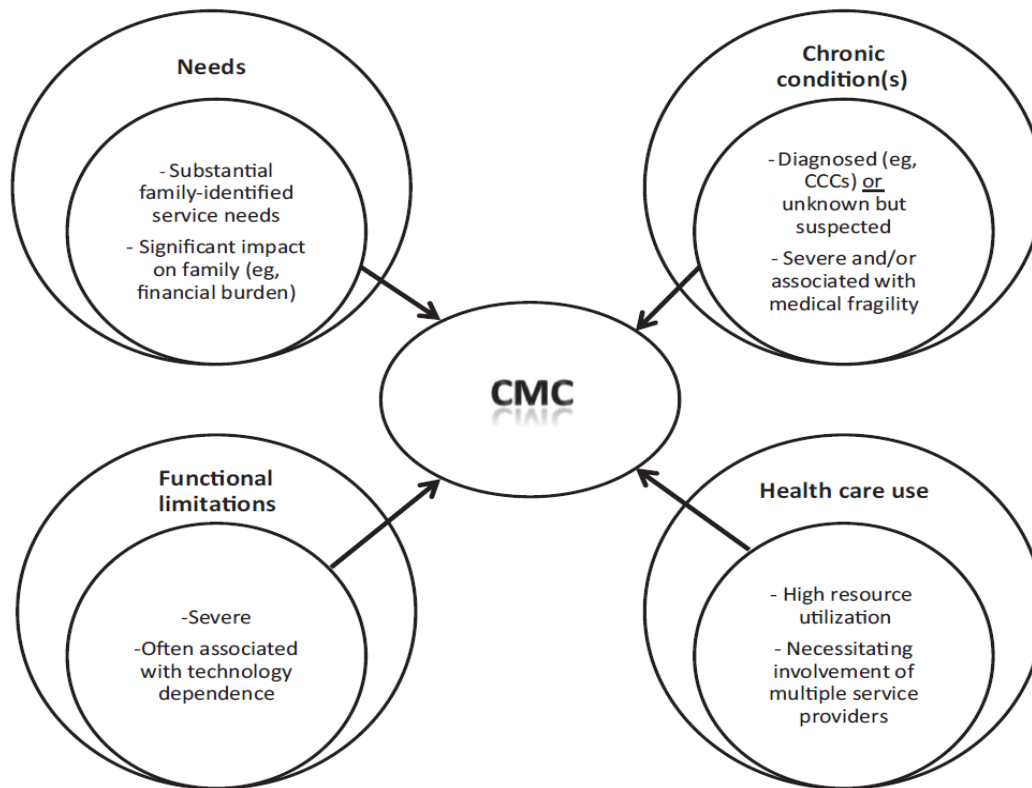 Needs
- Substantial
family-identified
service needs
- Significant impact
on family (eg,
financial burden)
Chronic
condition(s)
- Diagnosed (eg,
CCCs) or
unknown but
suspected
- Severe and/or
associated with
medical fragility
CMC
Functional
limitations
-Severe
-Often associated
with technology
dependence
Health care use
- High resource
utilization
- Necessitating
involvement of
multiple service
providers